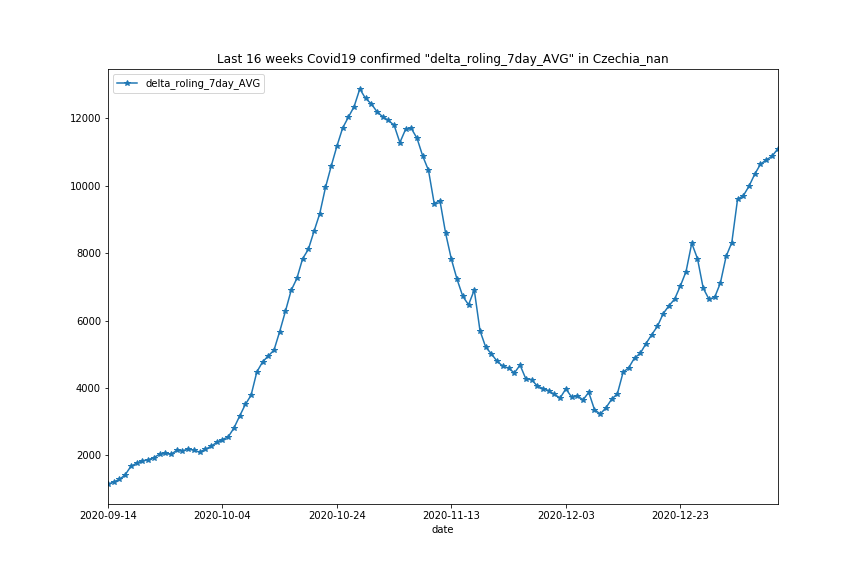 Last 16 weeks Covid19 confirmed "delta_roling_7day_AVG" in Czechia_nan
delta_roling_7day_AVG
12000
10000
8000
6000
4000
2000
2020-09-14 2020-10-04 2020-10-24 2020-11-13 2020-12-03 2020-12-23
date